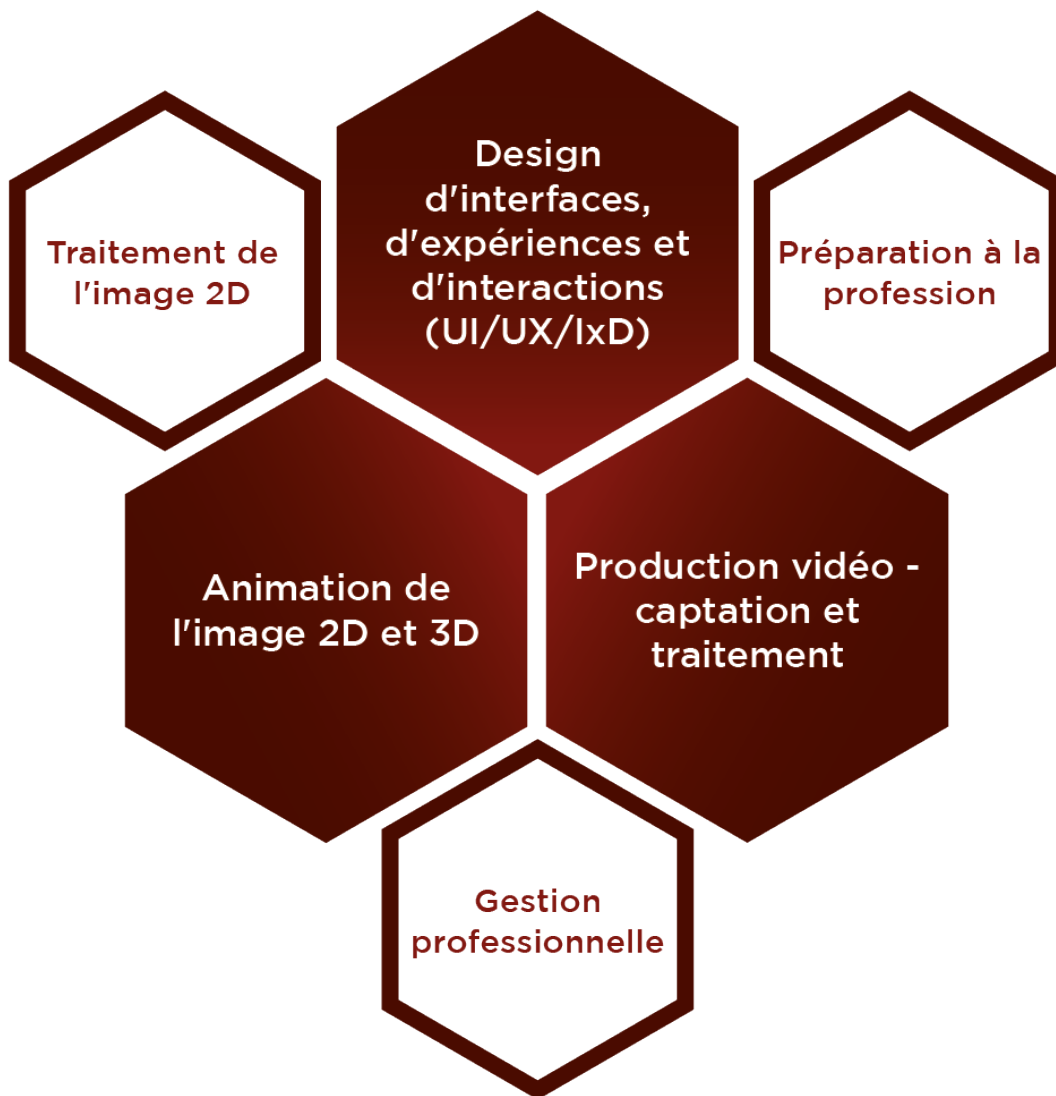 Design
d'interfaces,
d'expériences et
d'interactions
(UI/UX/IxD)
Traitement de
l'image 2D
Préparation à la
profession
Animation de
l'image 2D et 3D
Production vidéo -
captation et
traitement
Gestion
professionnelle